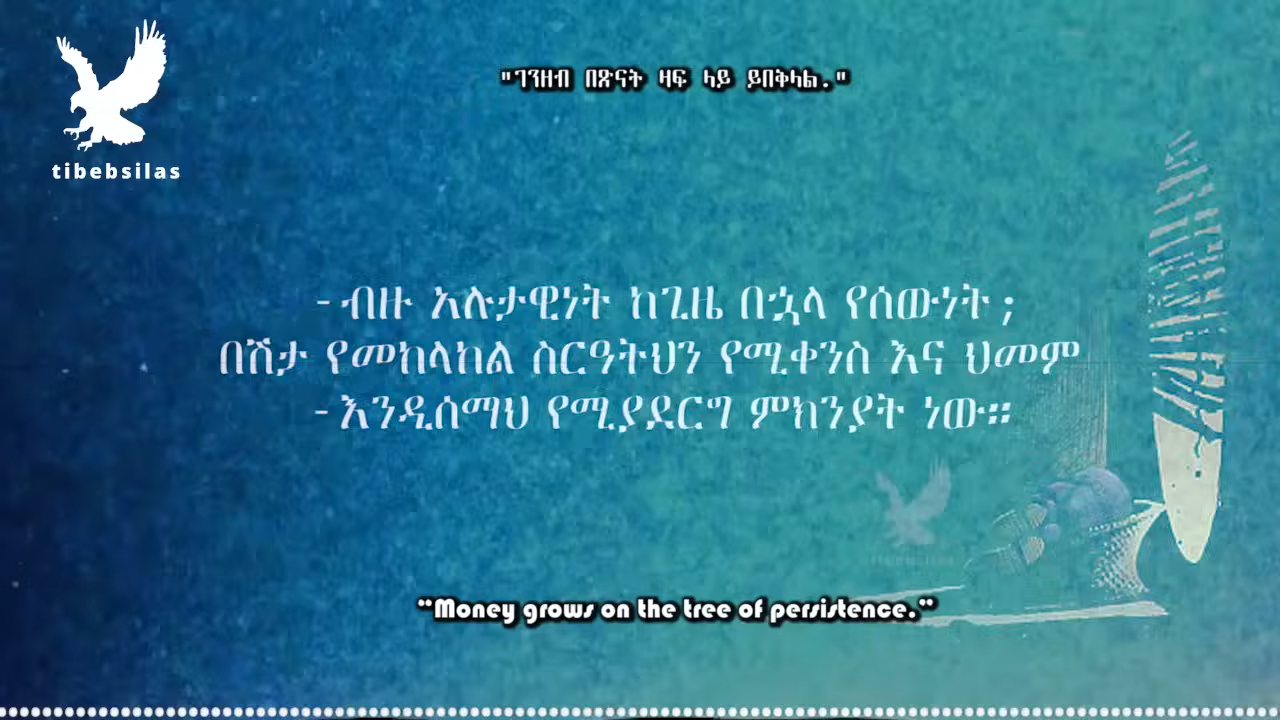 tibebsilas
"ገንዘብ በጽናት ዛፍ ላይ ይበቅላል."
- ብዙ አሉታዊነት ከጊዜ በኋላ የሰውነት ;
በሽታ የመከላከል ስርዓትህን የሚቀንስ እና ህመም
- እንዲሰማህ የሚያደርግ ምክንያት ነው።
“Money grows on the tree of persistence.”